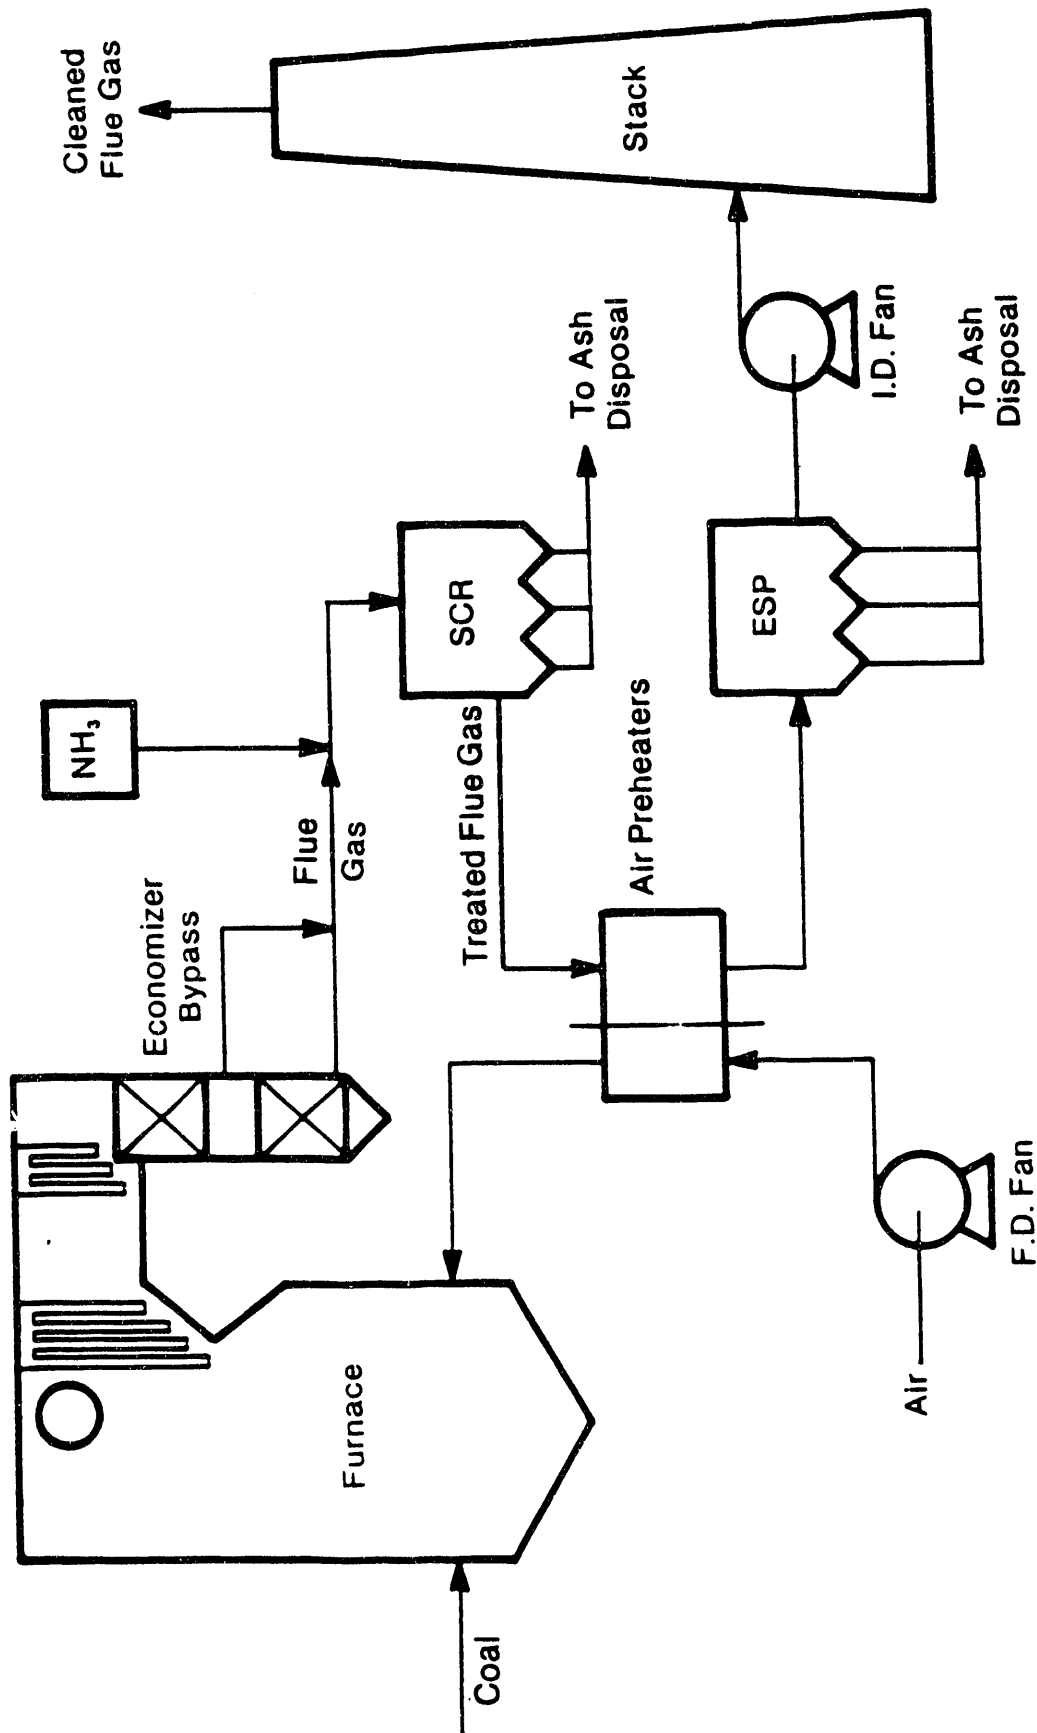 Cleaned
Flue Gas
NH₃
Stack
Economizer
Bypass
Flue
Gas
SCR
To Ash
Disposal
Treated Flue Gas
Furnace
Air Preheaters
ESP
I.D. Fan
To Ash
Disposal
Coal
Air
F.D. Fan